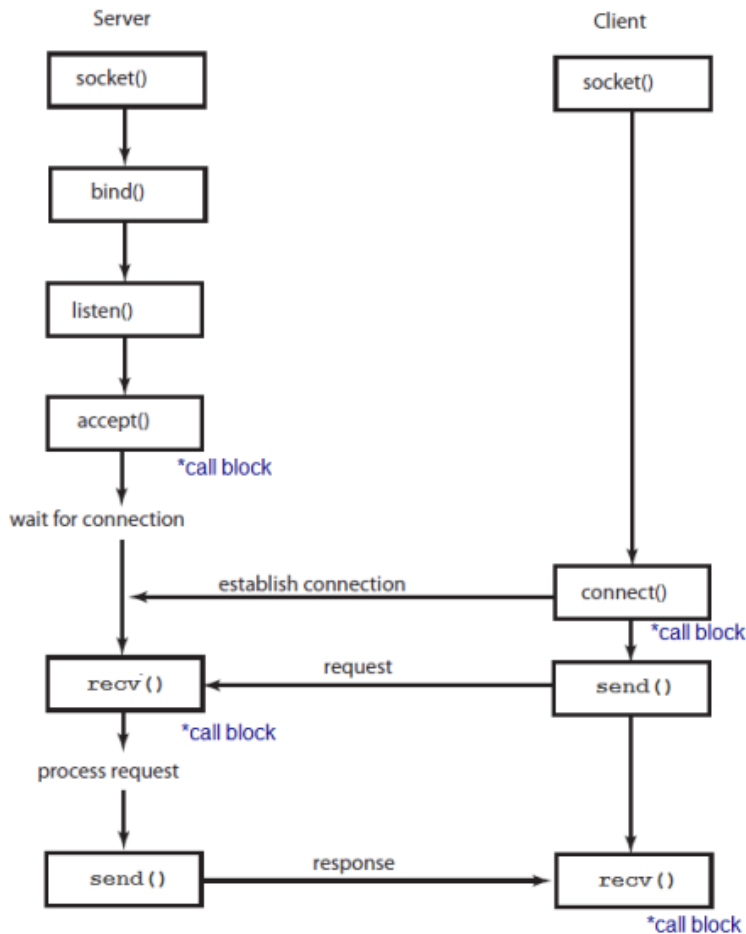 Server
Client
socket()
socket()
bind()
listen()
accept()
*call block
wait for connection
establish connection
connect()
*call block
request
recv()
send()
*call block
process request
response
send()
recv()
*call block